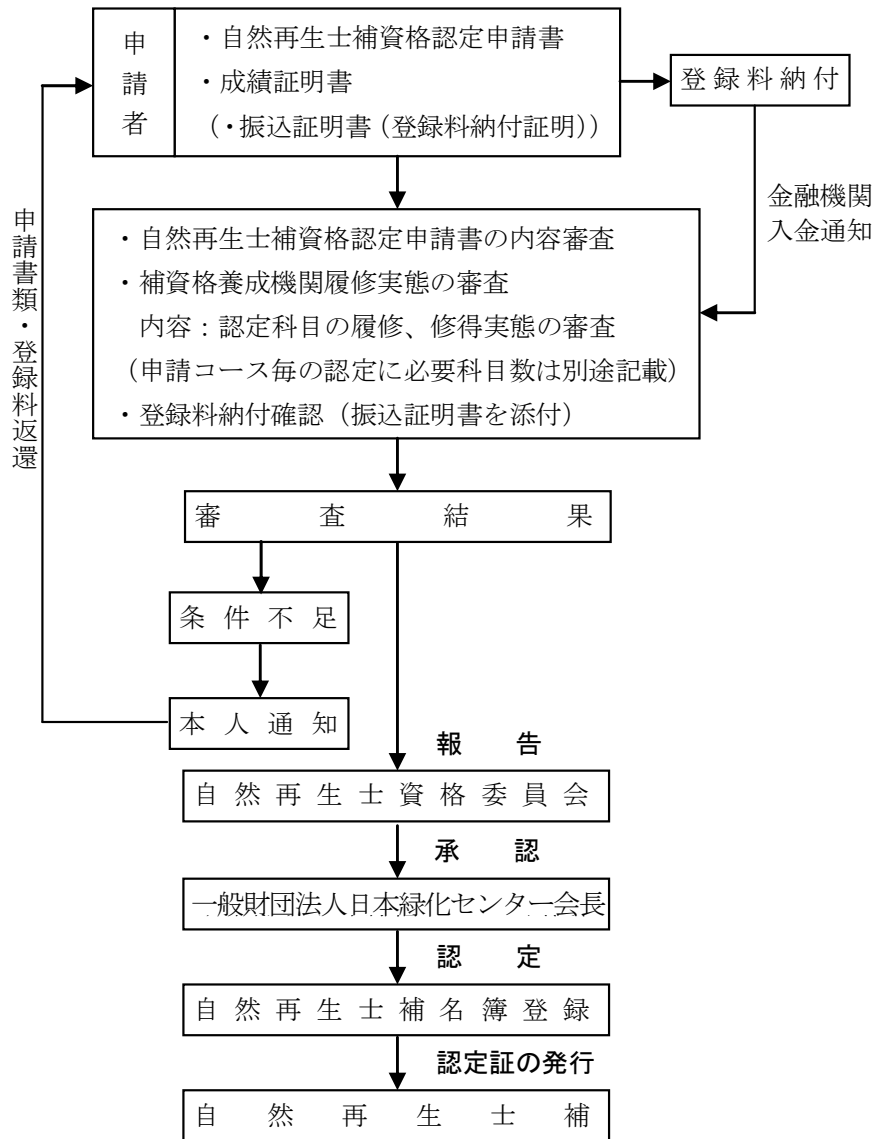 申請者
・自然再生士補資格認定申請書
・成績証明書
(・振込証明書(登録料納付証明))
登録料納付
金融機関
入金通知
申請書類・登録料返還
・自然再生士補資格認定申請書の内容審査
・補資格養成機関履修実態の審査
内容：認定科目の履修、修得実態の審査
(申請コース毎の認定に必要科目数は別途記載)
・登録料納付確認(振込証明書を添付)
審査結果
条件不足
本人通知
報告
自然再生士資格委員会
承認
一般財団法人日本緑化センター会長
認定
自然再生士補名簿登録
認定証の発行
自然再生士補